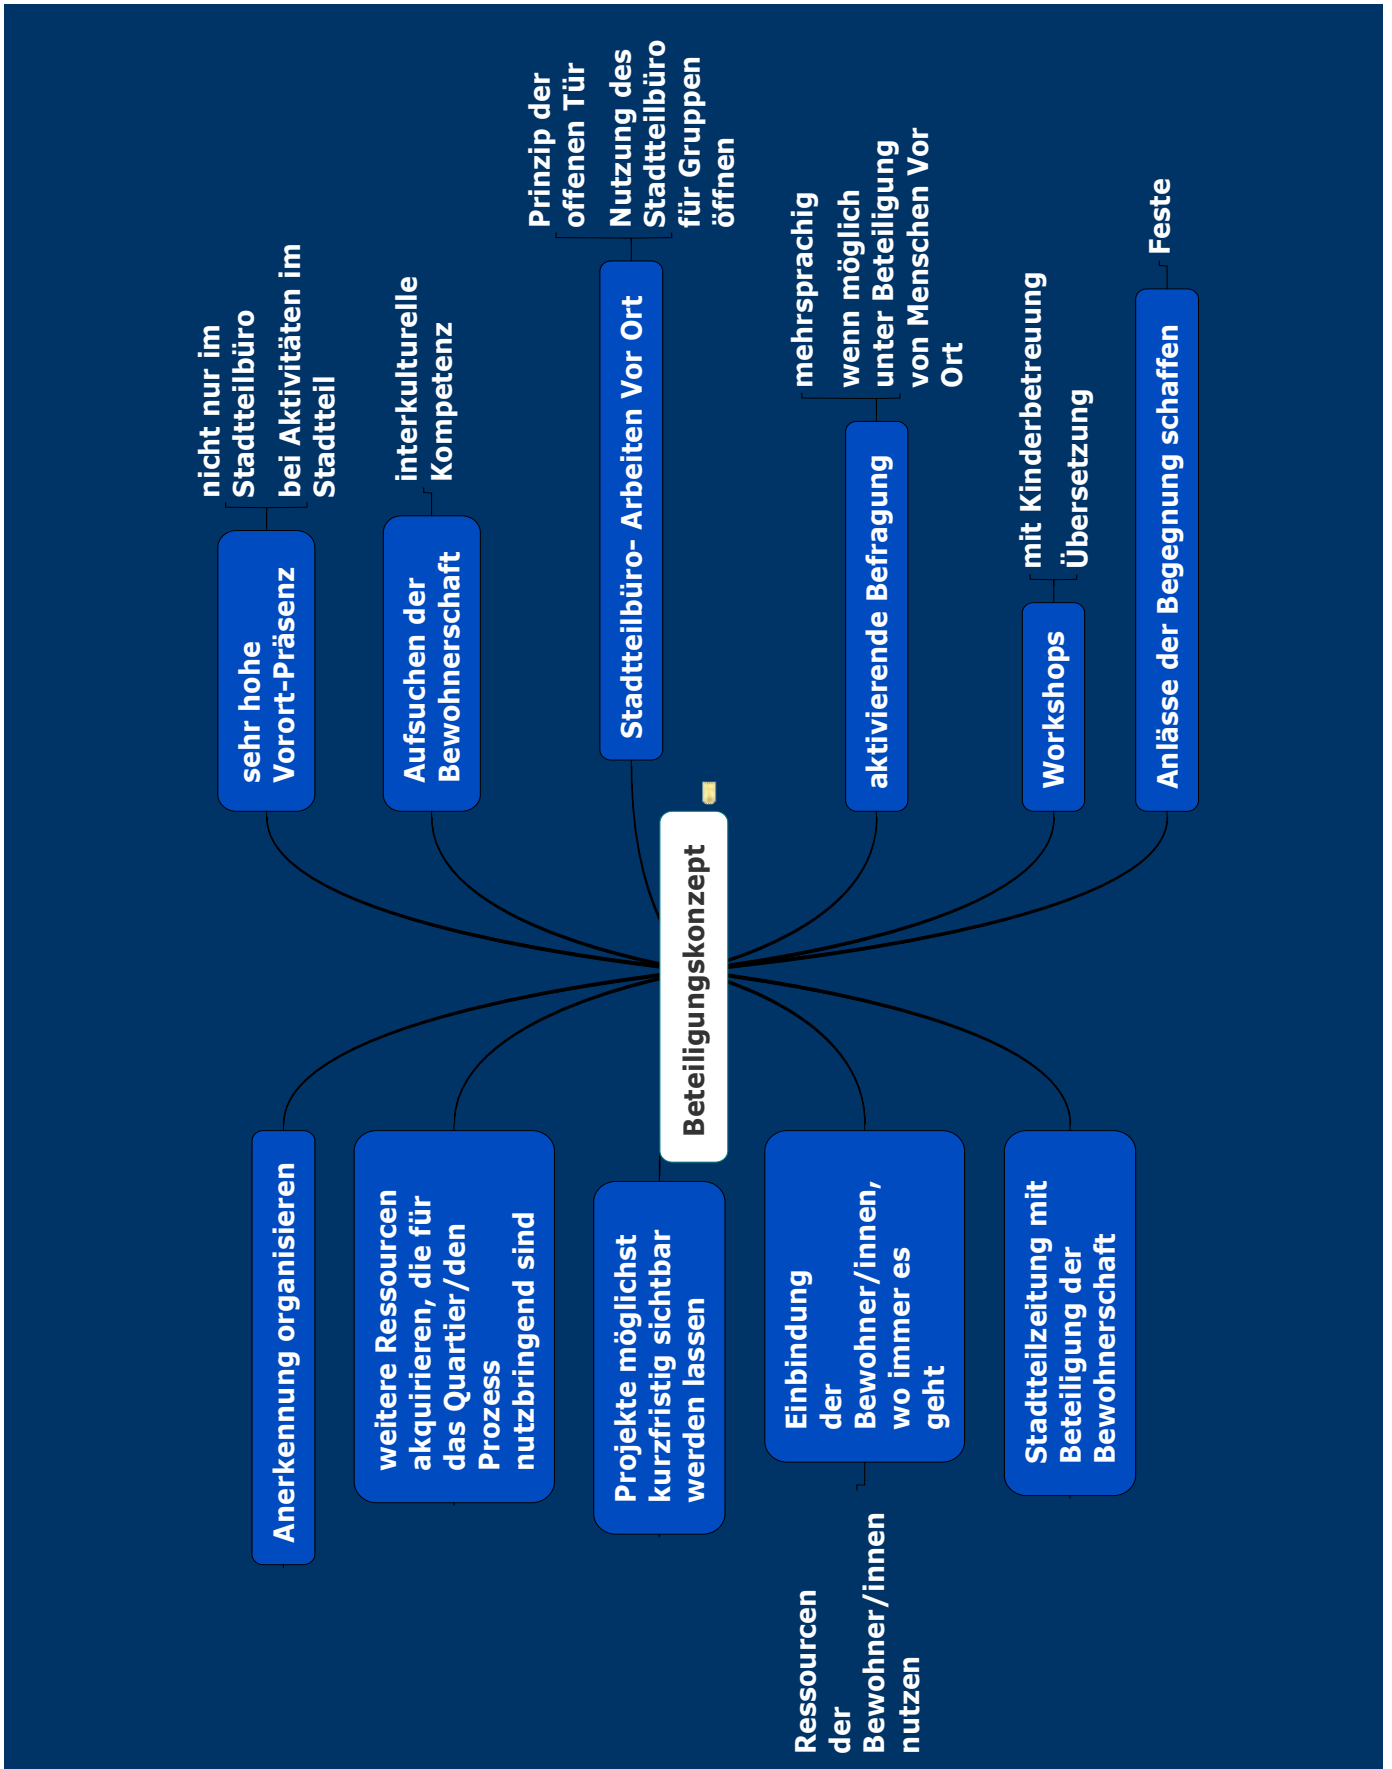 Beteiligungskonzept
sehr hohe
Vorort-Präsenz
nicht nur im
Stadtteilbüro
bei Aktivitäten im
Stadtteil
Aufsuchen der
Bewohnerschaft
interkulturelle
Kompetenz
Stadtteilbüro- Arbeiten Vor Ort
Prinzip der
offenen Tür
Nutzung des
Stadtteilbüro
für Gruppen
öffnen
aktivierende Befragung
mehrsprachig
wenn möglich
unter Beteiligung
von Menschen Vor
Ort
Workshops
mit Kinderbetreuung
Übersetzung
Anlässe der Begegnung schaffen
Feste
Anerkennung organisieren
weitere Ressourcen
akquirieren, die für
das Quartier/den
Prozess
nutzbringend sind
Projekte möglichst
kurzfristig sichtbar
werden lassen
Einbindung
der
Bewohner/innen,
wo immer es
geht
Ressourcen
der
Bewohner/innen
nutzen
Stadtteilzeitung mit
Beteiligung der
Bewohnerschaft